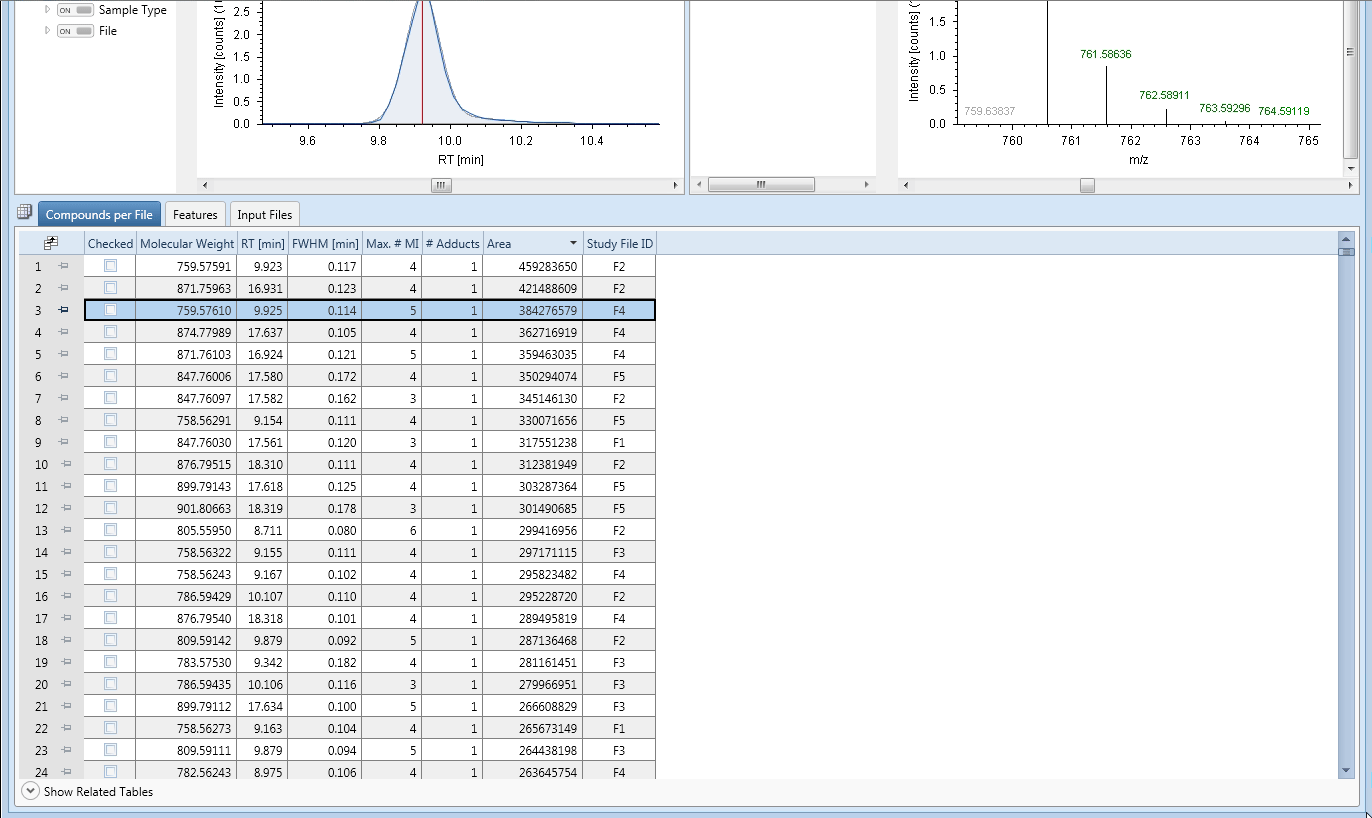 ON Sample Type
ON File
Intensity [counts] (1
2.5
2.0
1.5
1.0
0.5
0.0
9.6 9.8 10.0 10.2 10.4
RT [min]
Intensity [counts] (
1.5
1.0
0.5
0.0
759.63837
761.58636
762.58911
763.59296
764.59119
760 761 762 763 764 765
m/z
Compounds per File Features Input Files
Checked Molecular Weight RT [min] FWHM [min] Max. # MI # Adducts Area Study File ID
1 759.57591 9.923 0.117 4 1 459283650 F2
2 871.75963 16.931 0.123 4 1 421488609 F2
3 759.57610 9.925 0.114 5 1 384276579 F4
4 874.77989 17.637 0.105 4 1 362716919 F4
5 871.76103 16.924 0.121 5 1 359463035 F4
6 847.76006 17.580 0.172 4 1 350294074 F5
7 847.76097 17.582 0.162 3 1 345146130 F2
8 758.56291 9.154 0.111 4 1 330071656 F5
9 847.76030 17.561 0.120 3 1 317551238 F1
10 876.79515 18.310 0.111 4 1 312381949 F2
11 899.79143 17.618 0.125 4 1 303287364 F5
12 901.80663 18.319 0.178 3 1 301490685 F5
13 805.55950 8.711 0.080 6 1 299416956 F2
14 758.56322 9.155 0.111 4 1 297171115 F3
15 758.56243 9.167 0.102 4 1 295823482 F4
16 786.59429 10.107 0.110 4 1 295228720 F2
17 876.79540 18.318 0.101 4 1 289495819 F4
18 809.59142 9.879 0.092 5 1 287136468 F2
19 783.57530 9.342 0.182 4 1 281161451 F3
20 786.59435 10.106 0.116 3 1 279966951 F3
21 899.79112 17.634 0.100 5 1 266608829 F3
22 758.56273 9.163 0.104 4 1 265673149 F1
23 809.59111 9.879 0.094 5 1 264438198 F3
24 782.56243 8.975 0.106 4 1 263645754 F4
Show Related Tables